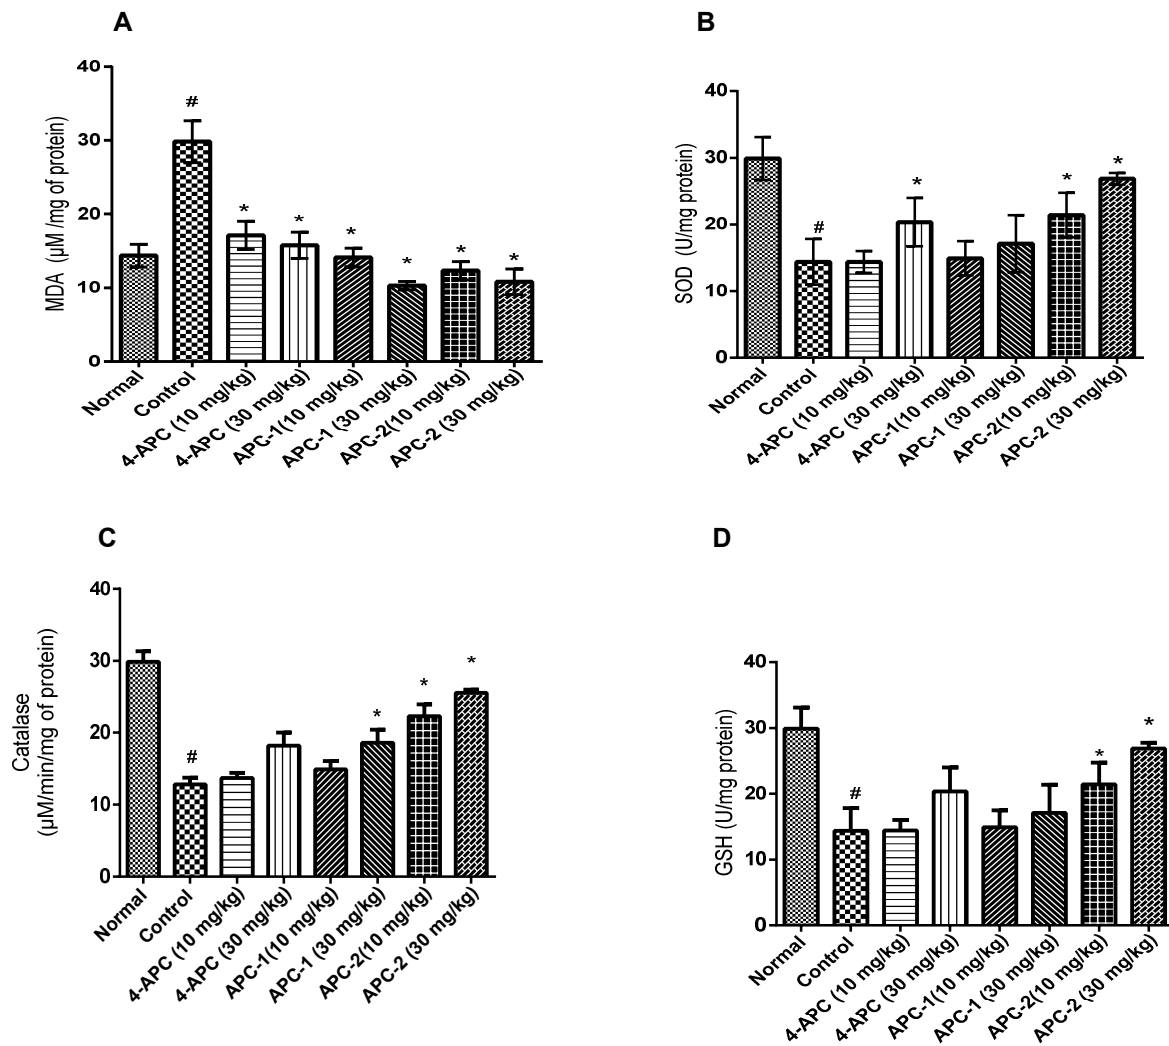 A
MDA (µM /mg of protein)
40
30
20
10
0
#
*
*
*
*
*
*
Normal
Control
4-APC (10 mg/kg)
4-APC (30 mg/kg)
APC-1(10 mg/kg)
APC-1 (30 mg/kg)
APC-2(10 mg/kg)
APC-2 (30 mg/kg)
B
SOD (U/mg protein)
40
30
20
10
0
#
*
*
*
Normal
Control
4-APC (10 mg/kg)
4-APC (30 mg/kg)
APC-1(10 mg/kg)
APC-1 (30 mg/kg)
APC-2(10 mg/kg)
APC-2 (30 mg/kg)
C
Catalase
(µM/min/mg of protein)
40
30
20
10
0
#
*
*
*
Normal
Control
4-APC (10 mg/kg)
4-APC (30 mg/kg)
APC-1(10 mg/kg)
APC-1 (30 mg/kg)
APC-2(10 mg/kg)
APC-2 (30 mg/kg)
D
GSH (U/mg protein)
40
30
20
10
0
#
*
*
Normal
Control
4-APC (10 mg/kg)
4-APC (30 mg/kg)
APC-1(10 mg/kg)
APC-1 (30 mg/kg)
APC-2(10 mg/kg)
APC-2 (30 mg/kg)